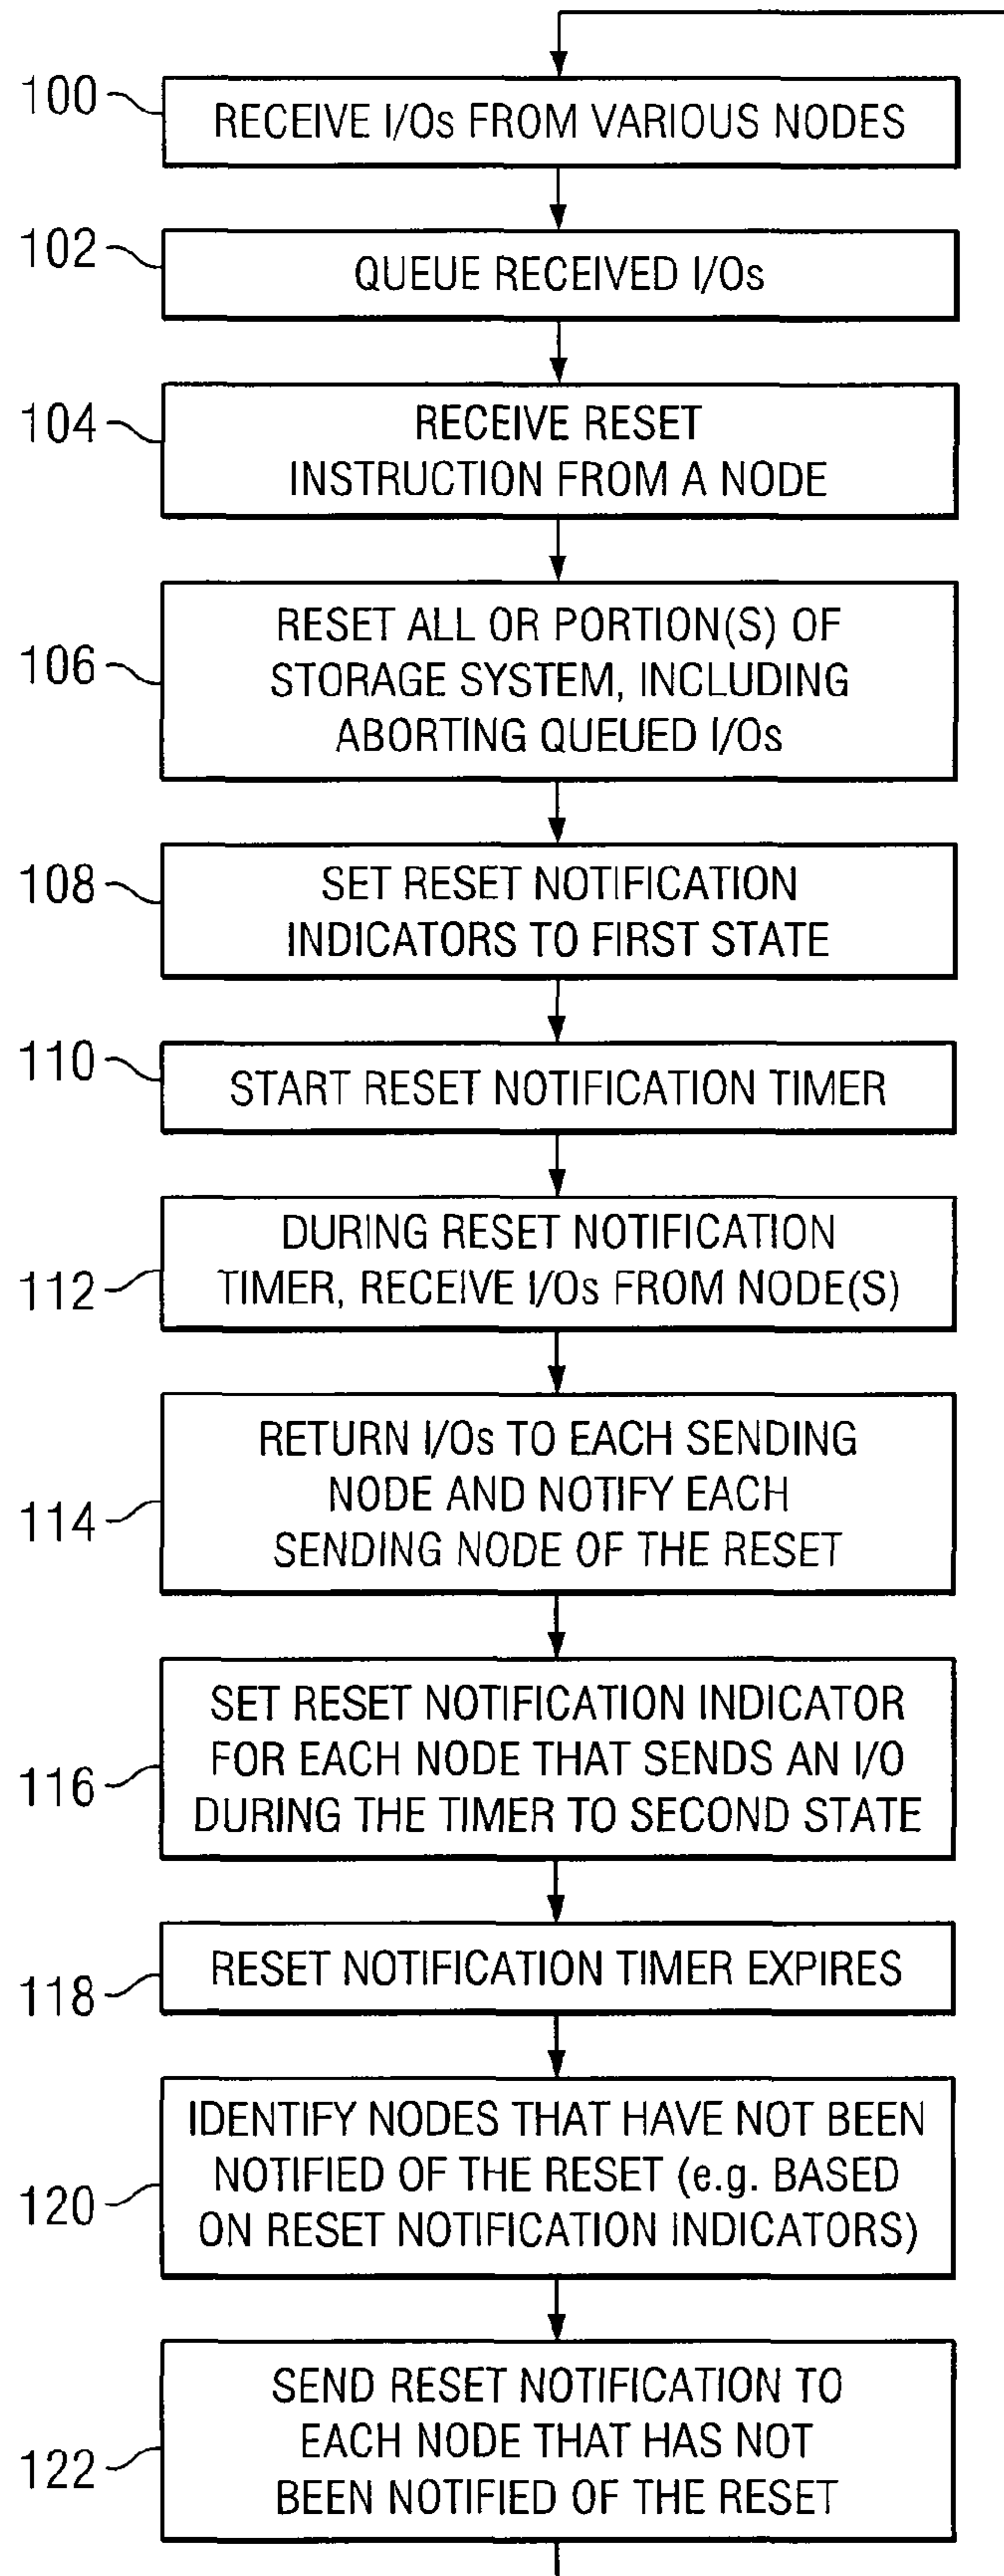 100
RECEIVE I/Os FROM VARIOUS NODES
102
QUEUE RECEIVED I/Os
104
RECEIVE RESET
INSTRUCTION FROM A NODE
106
RESET ALL OR PORTION(S) OF
STORAGE SYSTEM, INCLUDING
ABORTING QUEUED I/Os
108
SET RESET NOTIFICATION
INDICATORS TO FIRST STATE
110
START RESET NOTIFICATION TIMER
112
DURING RESET NOTIFICATION
TIMER, RECEIVE I/Os FROM NODE(S)
114
RETURN I/Os TO EACH SENDING
NODE AND NOTIFY EACH
SENDING NODE OF THE RESET
116
SET RESET NOTIFICATION INDICATOR
FOR EACH NODE THAT SENDS AN I/O
DURING THE TIMER TO SECOND STATE
118
RESET NOTIFICATION TIMER EXPIRES
120
IDENTIFY NODES THAT HAVE NOT BEEN
NOTIFIED OF THE RESET (e.g. BASED
ON RESET NOTIFICATION INDICATORS)
122
SEND RESET NOTIFICATION TO
EACH NODE THAT HAS NOT
BEEN NOTIFIED OF THE RESET